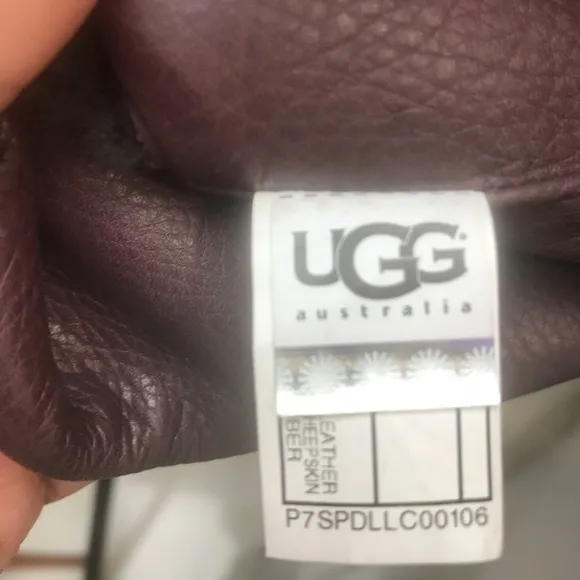 UGG
australia
EATHER
HEEPSKIN
BER
P7SPDLLC00106